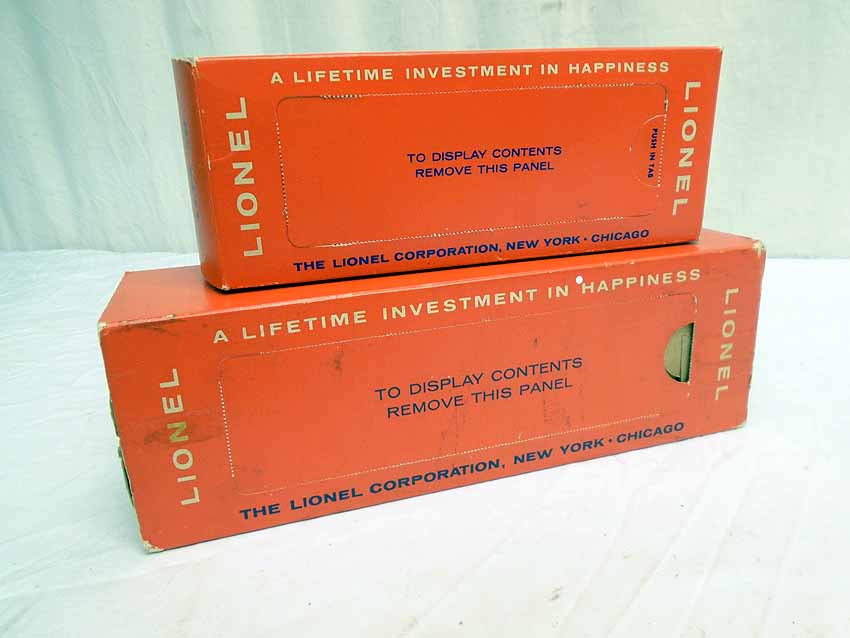 A LIFETIME INVESTMENT IN HAPPINESS
LIONEL
TO DISPLAY CONTENTS
REMOVE THIS PANEL
PUSH IN TAB
LIONEL
THE LIONEL CORPORATION, NEW YORK • CHICAGO
A LIFETIME INVESTMENT IN HAPPINESS
LIONEL
TO DISPLAY CONTENTS
REMOVE THIS PANEL
LIONEL
THE LIONEL CORPORATION, NEW YORK • CHICAGO